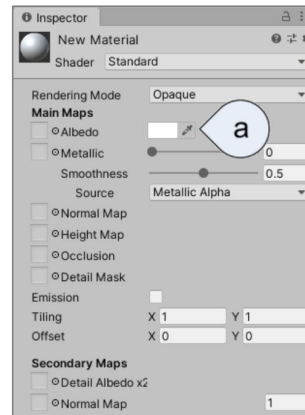 Inspector
New Material
Shader Standard
Rendering Mode Opaque
Main Maps
Albedo a
Metallic 0
Smoothness 0.5
Source Metallic Alpha
Normal Map
Height Map
Occlusion
Detail Mask
Emission
Tiling X 1 Y 1
Offset X 0 Y 0
Secondary Maps
Detail Albedo x2
Normal Map 1